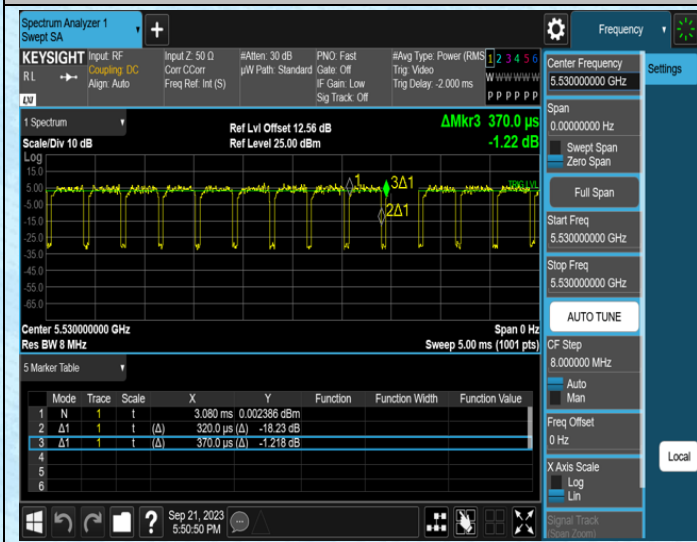 Spectrum Analyzer 1
Swept SA
+
Frequency
KEYSIGHT
RL
Input: RF
Coupling: DC
Align: Auto
Input Z: 50 Ω
Corr CCorr
Freq Ref: Int (S)
#Atten: 30 dB
µW Path: Standard
PNO: Fast
Gate: Off
IF Gain: Low
Sig Track: Off
#Avg Type: Power (RMS
Trig: Video
Trig Delay: -2.000 ms
1 2 3 4 5 6
W W W W W W
P P P P P P
LXI
1 Spectrum
Scale/Div 10 dB
Ref Lvl Offset 12.56 dB
Ref Level 25.00 dBm
ΔMkr3 370.0 µs
-1.22 dB
Log
15.0
5.00
-5.00
-15.0
-25.0
-35.0
-45.0
-55.0
-65.0
1
3Δ1
2Δ1
TRIG LVL
Center 5.530000000 GHz
Res BW 8 MHz
Span 0 Hz
Sweep 5.00 ms (1001 pts)
5 Marker Table
Mode Trace Scale X Y Function Function Width Function Value
1 N 1 t 3.080 ms 0.002386 dBm
2 Δ1 1 t (Δ) 320.0 µs (Δ) -18.23 dB
3 Δ1 1 t (Δ) 370.0 µs (Δ) -1.218 dB
4
5
6
?
Sep 21, 2023
5:50:50 PM
Center Frequency
5.530000000 GHz
Span
0.00000000 Hz
Swept Span
Zero Span
Full Span
Start Freq
5.530000000 GHz
Stop Freq
5.530000000 GHz
AUTO TUNE
CF Step
8.000000 MHz
Auto
Man
Freq Offset
0 Hz
X Axis Scale
Log
Lin
Signal Track
(Span Zoom)
Settings
Local